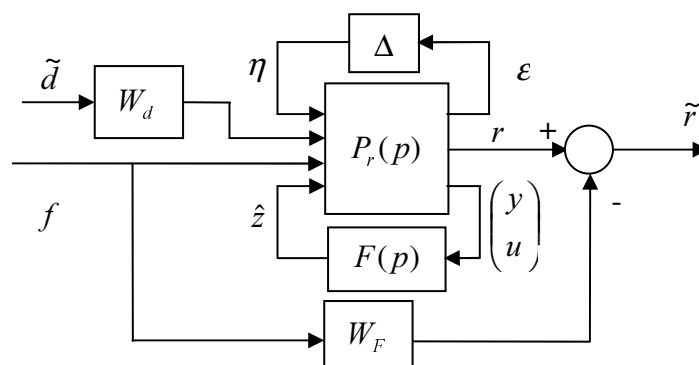 Δ
η
ε
d̃
W_d
P_r(p)
r
+
r̃
-
f
ẑ
F(p)
(y
u)
W_F